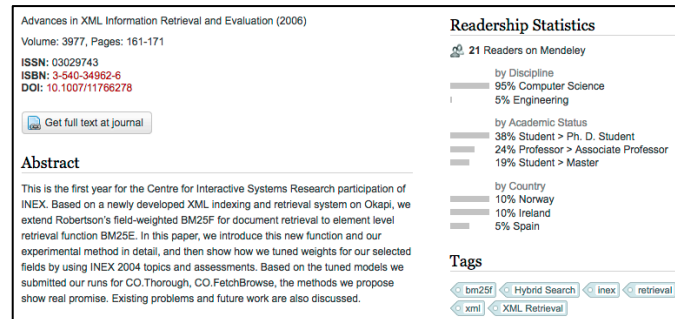 Advances in XML Information Retrieval and Evaluation (2006)
Volume: 3977, Pages: 161-171
ISSN: 03029743
ISBN: 3-540-34962-6
DOI: 10.1007/11766278
Get full text at journal
Abstract
This is the first year for the Centre for Interactive Systems Research participation of
INEX. Based on a newly developed XML indexing and retrieval system on Okapi, we
extend Robertson's field-weighted BM25F for document retrieval to element level
retrieval function BM25E. In this paper, we introduce this new function and our
experimental method in detail, and then show how we tuned weights for our selected
fields by using INEX 2004 topics and assessments. Based on the tuned models we
submitted our runs for CO.Thorough, CO.FetchBrowse, the methods we propose
show real promise. Existing problems and future work are also discussed.
Readership Statistics
21 Readers on Mendeley
by Discipline
95% Computer Science
5% Engineering
by Academic Status
38% Student > Ph. D. Student
24% Professor > Associate Professor
19% Student > Master
by Country
10% Norway
10% Ireland
5% Spain
Tags
bm25f Hybrid Search inex retrieval
xml XML Retrieval